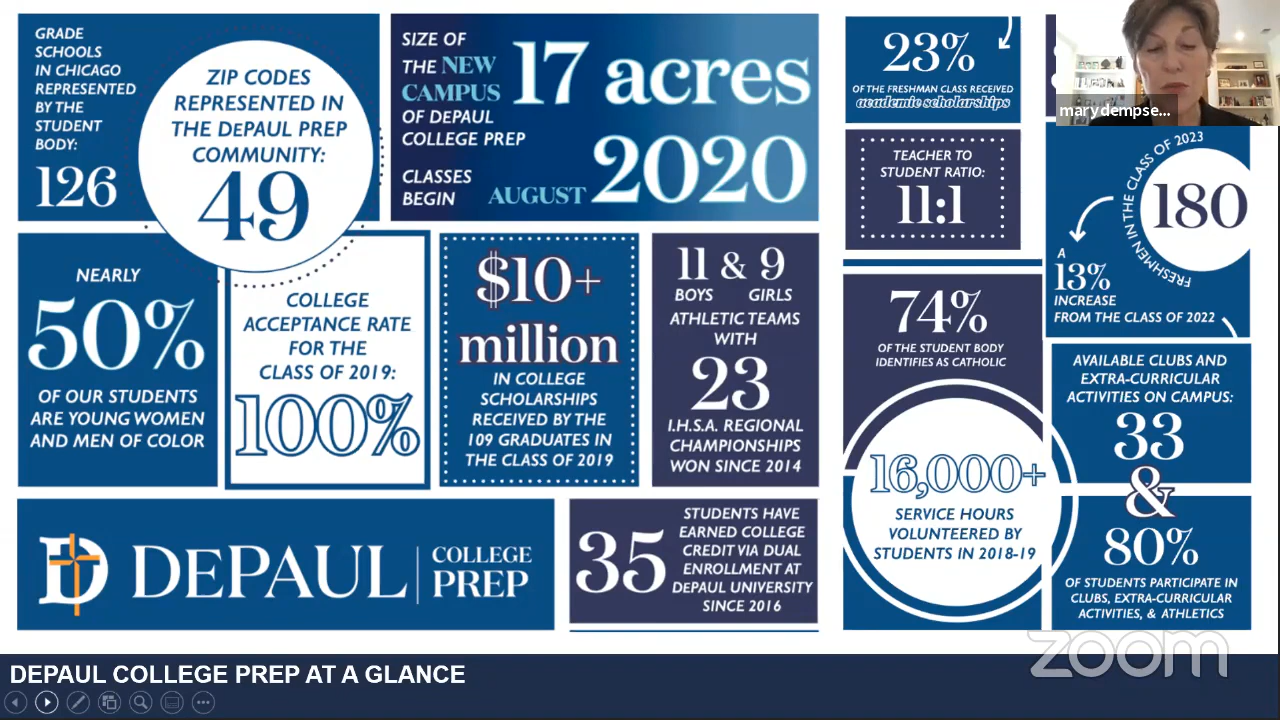 GRADE
SCHOOLS
IN CHICAGO
REPRESENTED
BY THE
STUDENT
BODY:
126
ZIP CODES
REPRESENTED IN
THE DEPAUL PREP
COMMUNITY:
49
SIZE OF
THE NEW
CAMPUS
OF DEPAUL
COLLEGE PREP
17 acres
CLASSES
BEGIN
AUGUST 2020
23%
OF THE FRESHMAN CLASS RECEIVED
academic scholarships
marydempse...
TEACHER TO
STUDENT RATIO:
11:1
FRESHMEN IN THE CLASS OF 2023
180
A
13%
INCREASE
FROM THE CLASS OF 2022
NEARLY
50%
OF OUR STUDENTS
ARE YOUNG WOMEN
AND MEN OF COLOR
COLLEGE
ACCEPTANCE RATE
FOR THE
CLASS OF 2019:
100%
$10+
million
IN COLLEGE
SCHOLARSHIPS
RECEIVED BY THE
109 GRADUATES IN
THE CLASS OF 2019
11 & 9
BOYS GIRLS
ATHLETIC TEAMS
WITH
23
I.H.S.A. REGIONAL
CHAMPIONSHIPS
WON SINCE 2014
74%
OF THE STUDENT BODY
IDENTIFIES AS CATHOLIC
16,000+
SERVICE HOURS
VOLUNTEERED BY
STUDENTS IN 2018-19
AVAILABLE CLUBS AND
EXTRA-CURRICULAR
ACTIVITIES ON CAMPUS:
33
&
80%
OF STUDENTS PARTICIPATE IN
CLUBS, EXTRA-CURRICULAR
ACTIVITIES, & ATHLETICS
D DEPAUL COLLEGE
PREP
35
STUDENTS HAVE
EARNED COLLEGE
CREDIT VIA DUAL
ENROLLMENT AT
DePAUL UNIVERSITY
SINCE 2016
zoom
DEPAUL COLLEGE PREP AT A GLANCE